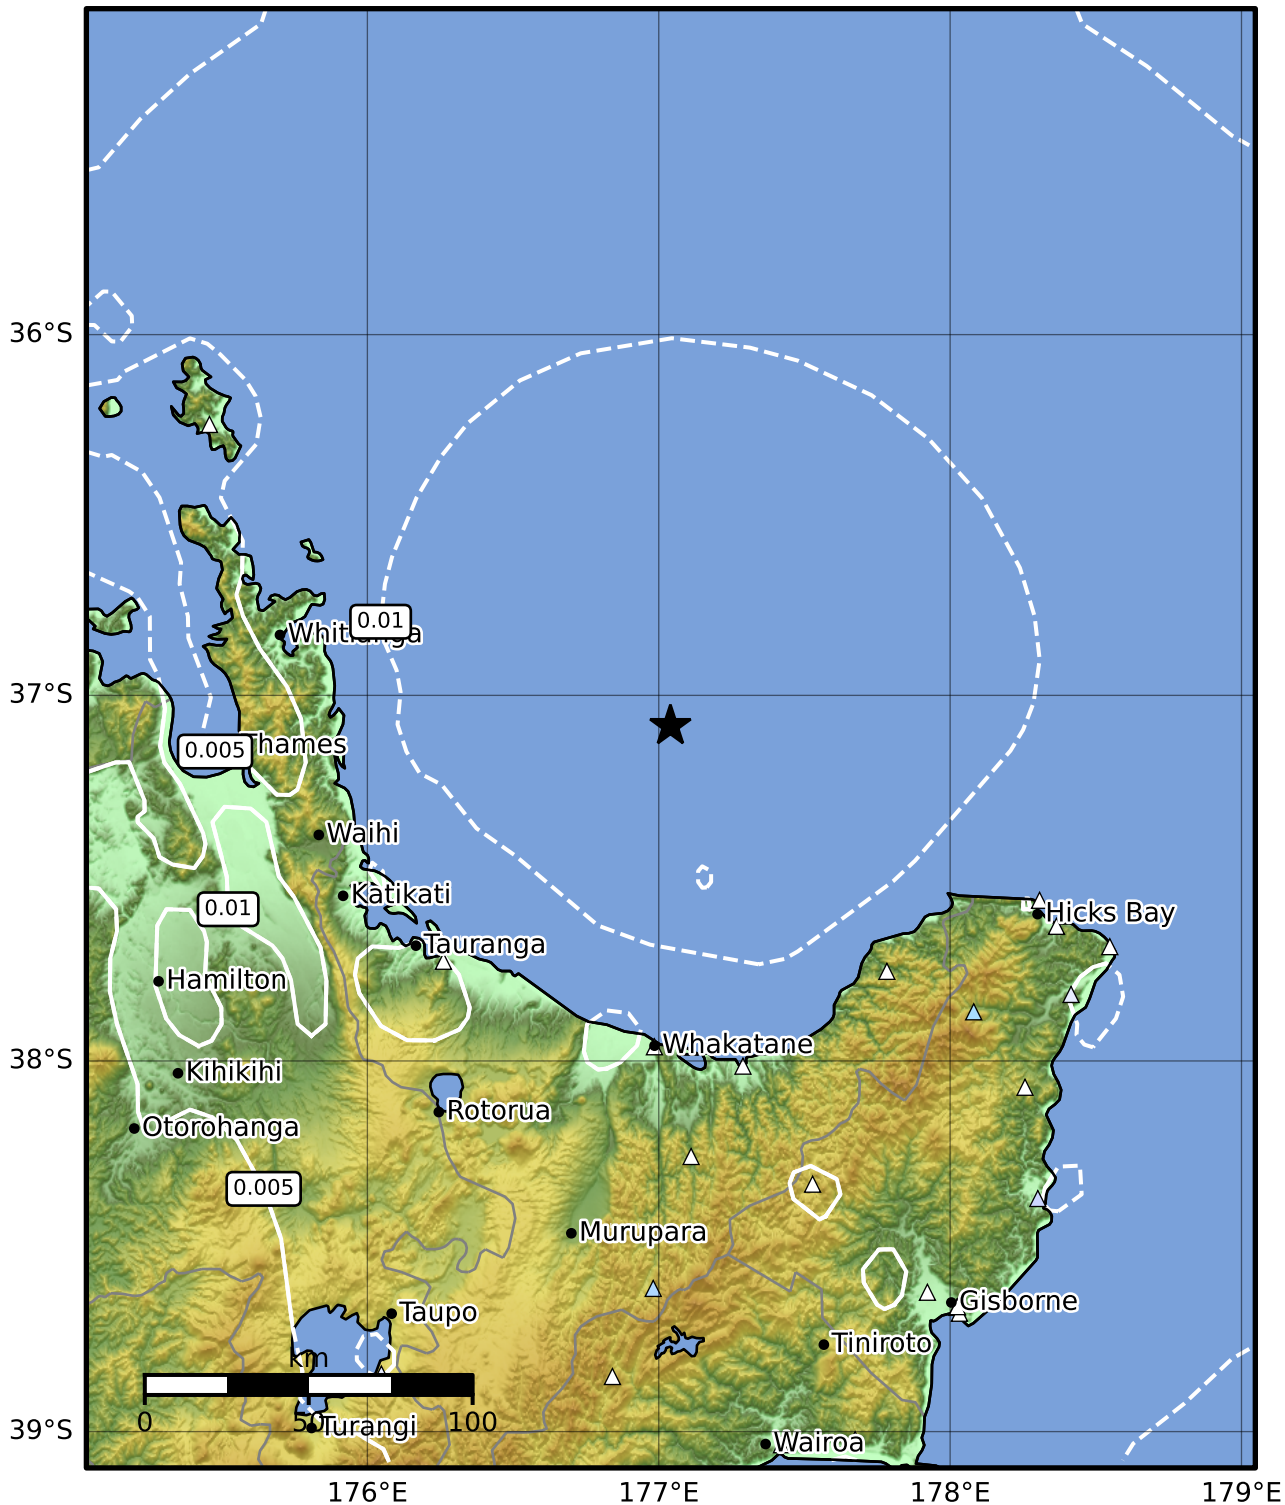 36°S
Whitianga
0.01
37°S
0.005
Thames
Waihi
Katikati
0.01
Hicks Bay
Tauranga
Hamilton
Whakatane
38°S
Kihikihi
Rotorua
Otorohanga
0.005
Murupara
Gisborne
Taupo
Tiniroto
km
0
50
100
Turangi
39°S
Wairoa
176°E
177°E
178°E
179°E